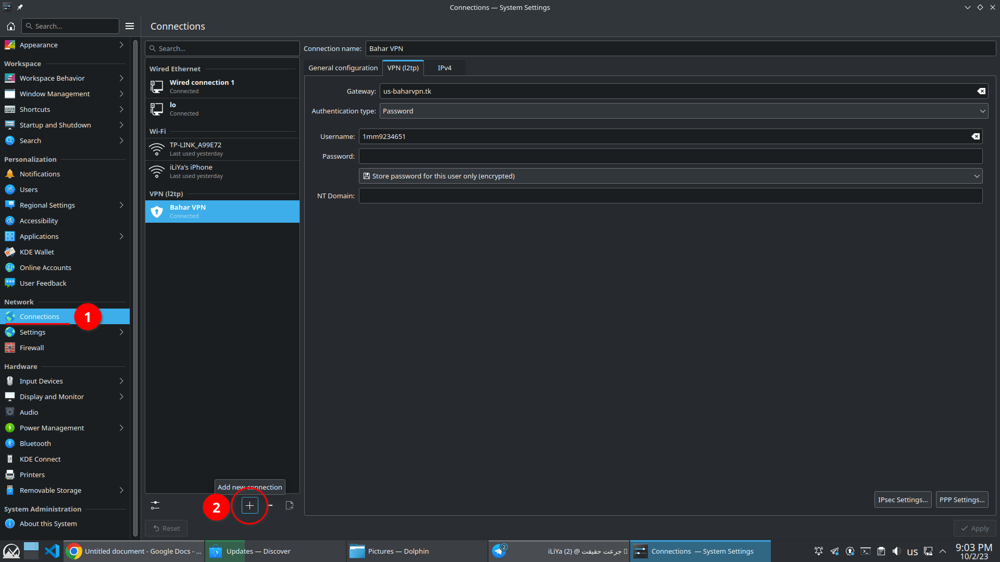 Connections — System Settings
Search...
Connections
Appearance
Workspace
Workspace Behavior
Window Management
Shortcuts
Startup and Shutdown
Search
Personalization
Notifications
Users
Regional Settings
Accessibility
Applications
KDE Wallet
Online Accounts
User Feedback
Network
Connections
1
Settings
Firewall
Hardware
Input Devices
Display and Monitor
Audio
Power Management
Bluetooth
KDE Connect
Printers
Removable Storage
System Administration
About this System
Search...
Wired Ethernet
Wired connection 1
Connected
lo
Connected
Wi-Fi
TP-LINK_A99E72
Last used yesterday
iLiYa's iPhone
Last used yesterday
VPN (l2tp)
Bahar VPN
Connected
Add new connection
2
Reset
Connection name: Bahar VPN
General configuration VPN (l2tp) IPv4
Gateway: us-baharvpn.tk
Authentication type: Password
Username: 1mm9234651
Password:
Store password for this user only (encrypted)
NT Domain:
IPsec Settings... PPP Settings...
Apply
Untitled document - Google Docs - ...
Updates — Discover
Pictures — Dolphin
2
جرعت حقیقت @ iLiYa (2)
Connections — System Settings
us
9:03 PM
10/2/23